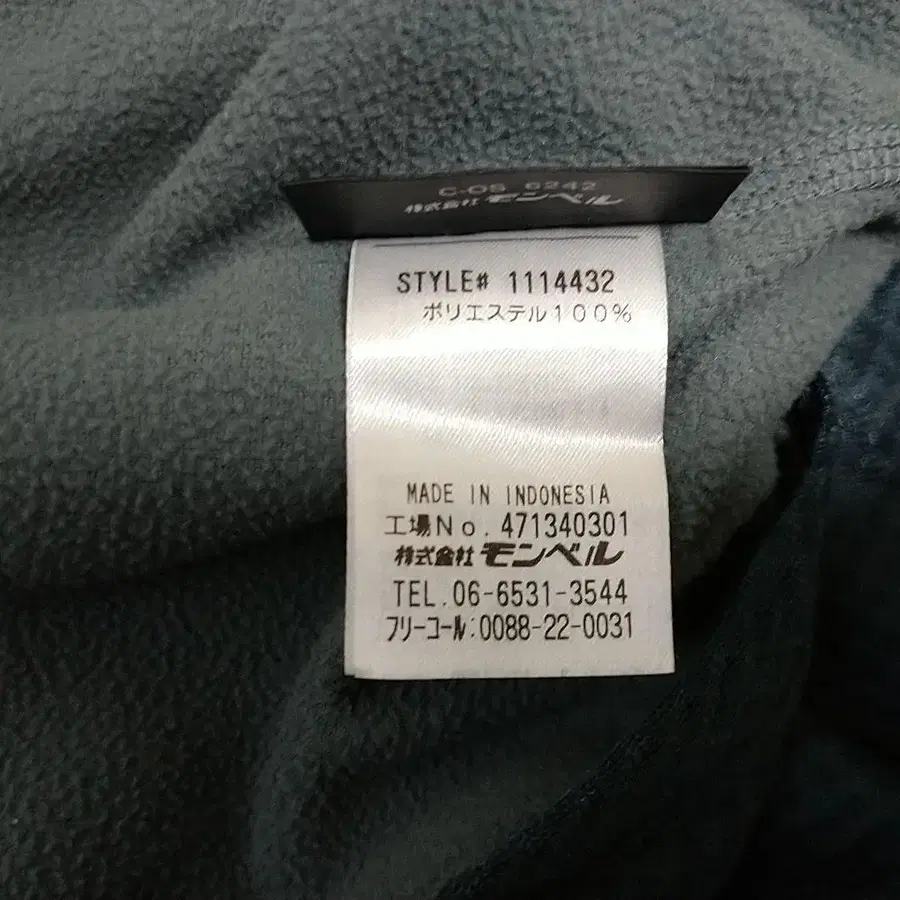 C-OS 6242
株式会社モンベル
STYLE# 1114432
ポリエステル100%
MADE IN INDONESIA
工場No. 471340301
株式会社モンベル
TEL. 06-6531-3544
フリーコール:0088-22-0031